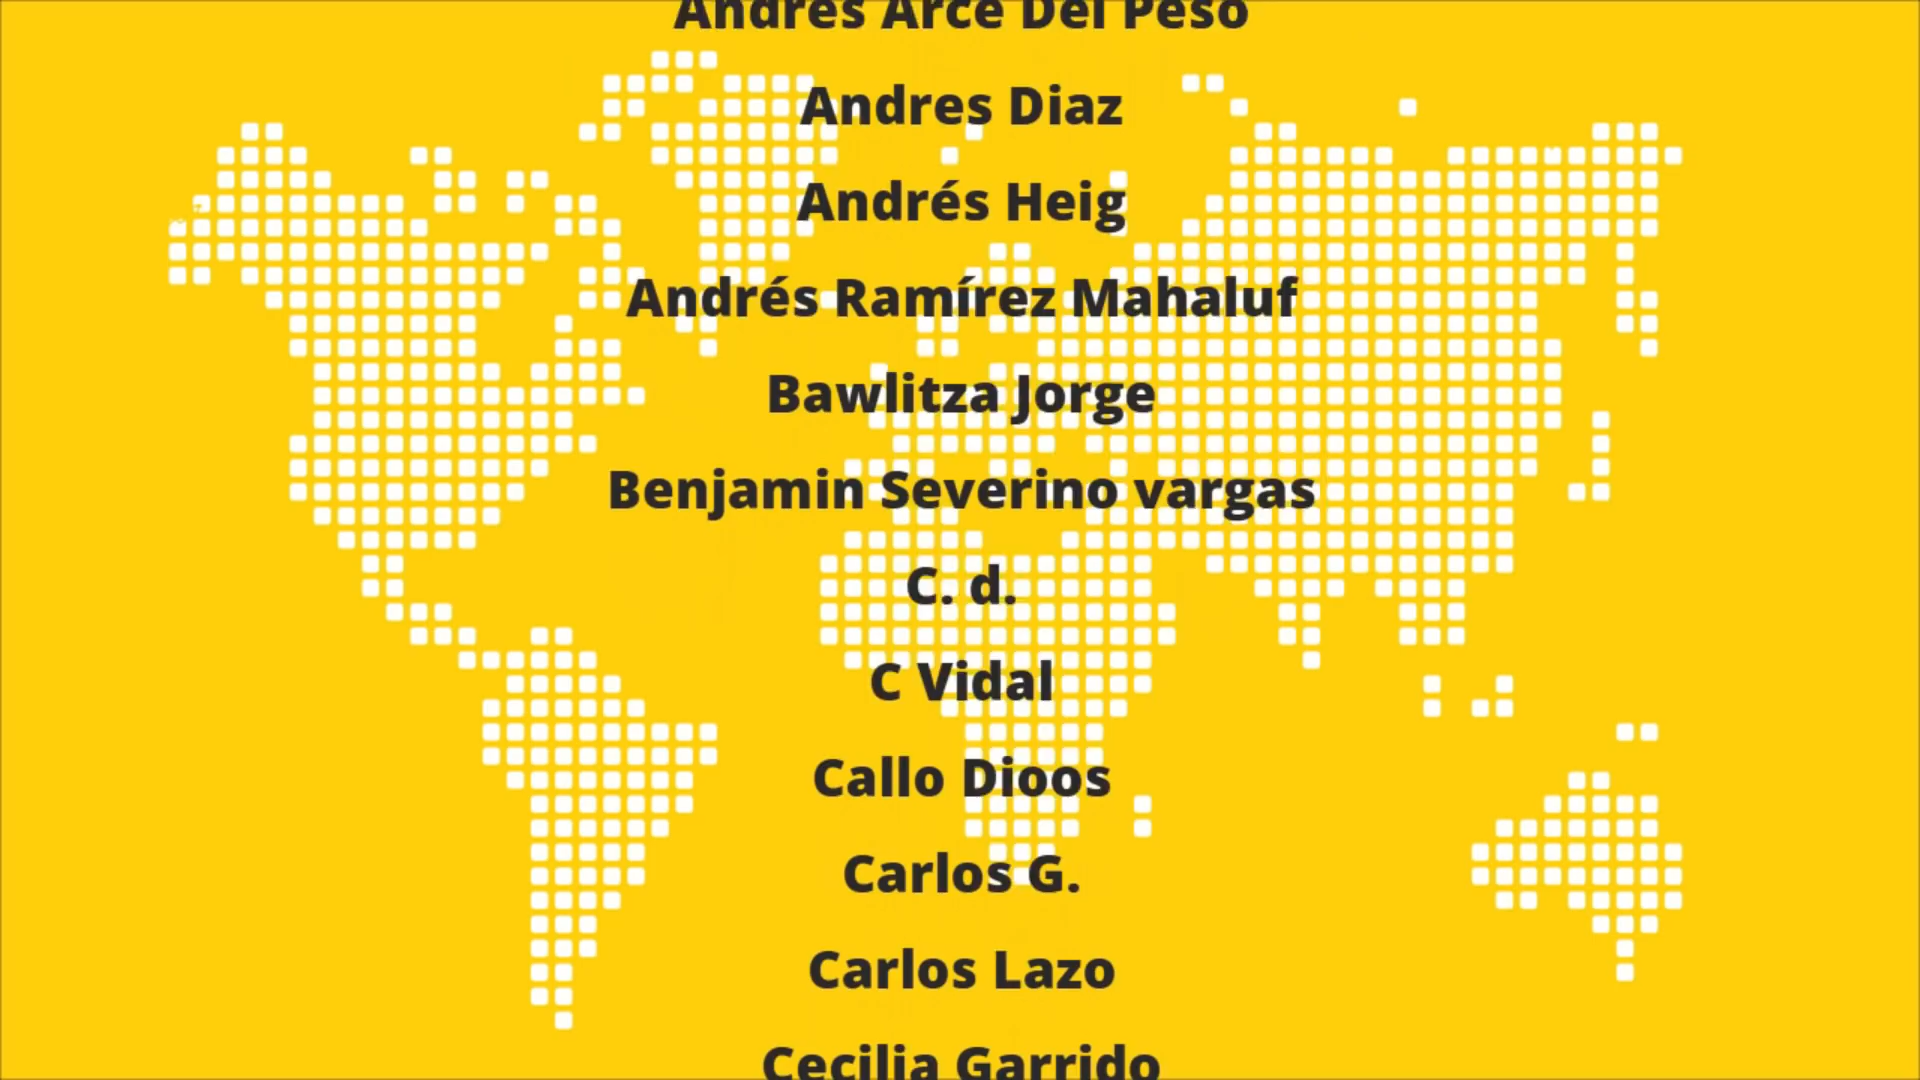 Andrés Arce Del Peso
Andres Diaz
Andrés Heig
Andrés Ramírez Mahaluf
Bawlitza Jorge
Benjamin Severino vargas
C. d.
C Vidal
Callo Dioos
Carlos G.
Carlos Lazo
Cecilia Garrido